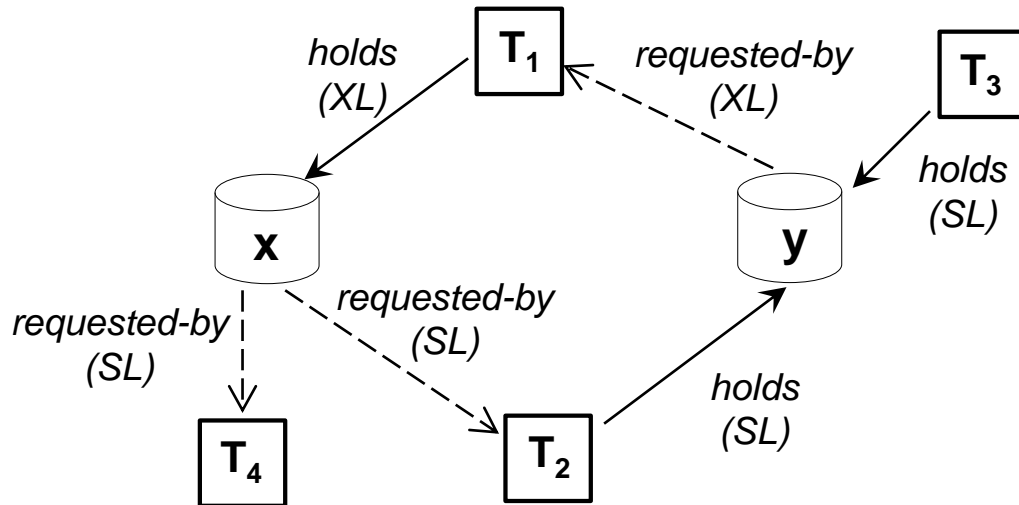 T1
holds
(XL)
requested-by
(XL)
T3
holds
(SL)
x
y
requested-by
(SL)
requested-by
(SL)
holds
(SL)
T4
T2